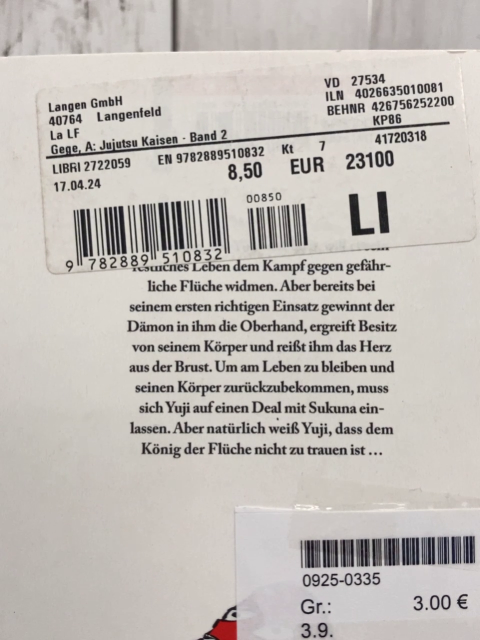 Langen GmbH
40764 Langenfeld
La LF
Gege, A: Jujutsu Kaisen - Band 2
VD 27534
ILN 4026635010081
BEHNR 426756252200
KP86
LIBRI 2722059 EN 9782889510832 Kt 7 41720318
17.04.24 8,50 EUR 23100
00850
LI
9 782889 510832
restliches Leben dem Kampf gegen gefähr-
liche Flüche widmen. Aber bereits bei
seinem ersten richtigen Einsatz gewinnt der
Dämon in ihm die Oberhand, ergreift Besitz
von seinem Körper und reißt ihm das Herz
aus der Brust. Um am Leben zu bleiben und
seinen Körper zurückzubekommen, muss
sich Yuji auf einen Deal mit Sukuna ein-
lassen. Aber natürlich weiß Yuji, dass dem
König der Flüche nicht zu trauen ist ...
0925-0335
Gr.: 3.00 €
3.9.